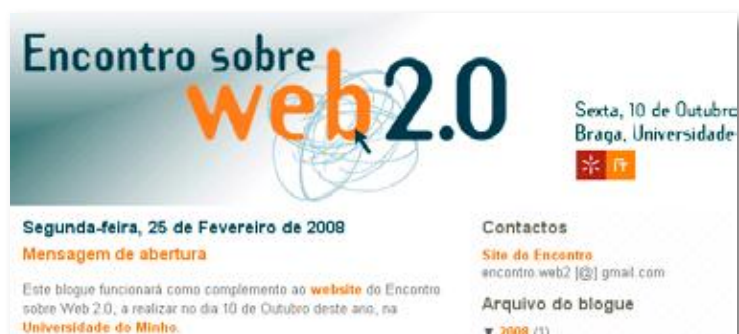 Encontro sobre
web 2.0
Sexta, 10 de Outubro
Braga, Universidade
Segunda-feira, 25 de Fevereiro de 2008
Mensagem de abertura
Este blogue funcionará como complemento ao website do Encontro
sobre Web 2.0, a realizar no dia 10 de Outubro deste ano, na
Universidade do Minho.
Contactos
Site do Encontro
encontro.web2 [@] gmail.com
Arquivo do blogue
▼ 2008 (1)